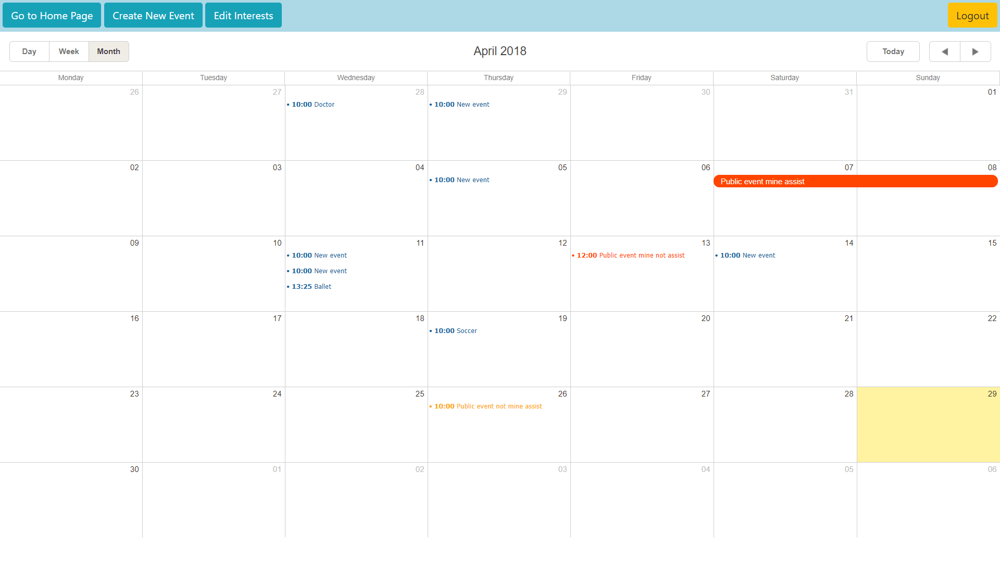 Go to Home Page Create New Event Edit Interests Logout
Day Week Month April 2018 Today
Monday Tuesday Wednesday Thursday Friday Saturday Sunday
26 27 28 29 30 31 01
• 10:00 Doctor • 10:00 New event
02 03 04 05 06 07 08
• 10:00 New event Public event mine assist
09 10 11 12 13 14 15
• 10:00 New event • 12:00 Public event mine not assist • 10:00 New event
• 10:00 New event
• 13:25 Ballet
16 17 18 19 20 21 22
• 10:00 Soccer
23 24 25 26 27 28 29
• 10:00 Public event not mine assist
30 01 02 03 04 05 06